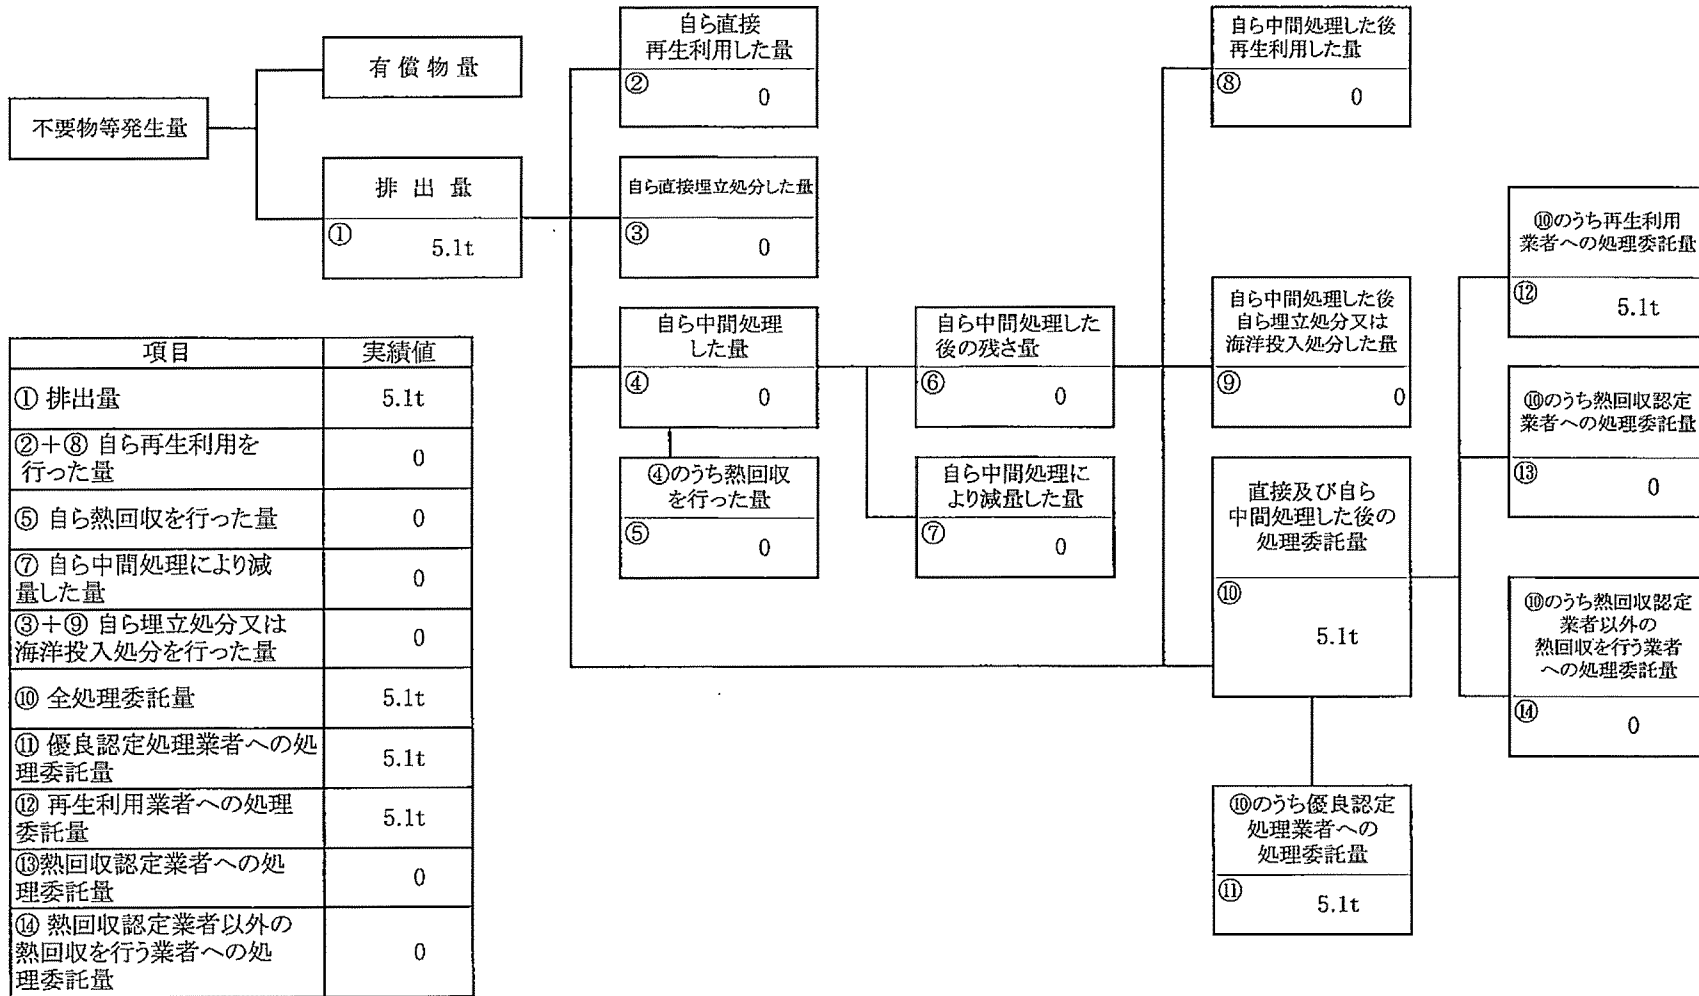 不要物等発生量
有償物量
排出量
①
5.1t
自ら直接
再生利用した量
②
0
自ら直接埋立処分した量
③
0
自ら中間処理
した量
④
0
④のうち熱回収
を行った量
⑤
0
自ら中間処理した
後の残さ量
⑥
0
自ら中間処理に
より減量した量
⑦
0
自ら中間処理した後
再生利用した量
⑧
0
自ら中間処理した後
自ら埋立処分又は
海洋投入処分した量
⑨
0
直接及び自ら
中間処理した後の
処理委託量
⑩
5.1t
⑩のうち優良認定
処理業者への
処理委託量
⑪
5.1t
⑩のうち再生利用
業者への処理委託量
⑫
5.1t
⑩のうち熱回収認定
業者への処理委託量
⑬
0
⑩のうち熱回収認定
業者以外の
熱回収を行う業者
への処理委託量
⑭
0
項目 実績値
① 排出量 5.1t
②＋⑧ 自ら再生利用を
行った量 0
⑤ 自ら熱回収を行った量 0
⑦ 自ら中間処理により減
量した量 0
③＋⑨ 自ら埋立処分又は
海洋投入処分を行った量 0
⑩ 全処理委託量 5.1t
⑪ 優良認定処理業者への処
理委託量 5.1t
⑫ 再生利用業者への処理
委託量 5.1t
⑬熱回収認定業者への処
理委託量 0
⑭ 熱回収認定業者以外の
熱回収を行う業者への処
理委託量 0